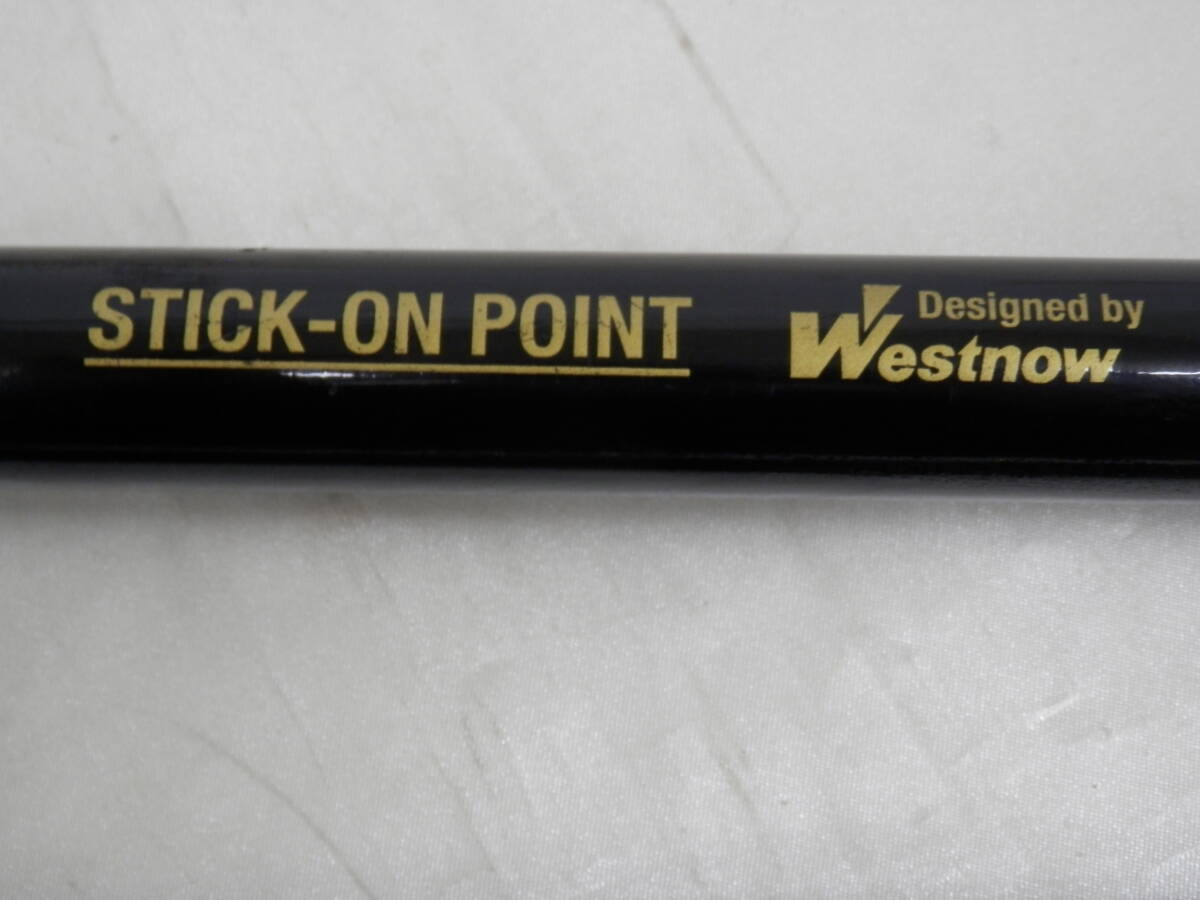 STICK-ON POINT
Designed by
Westnow